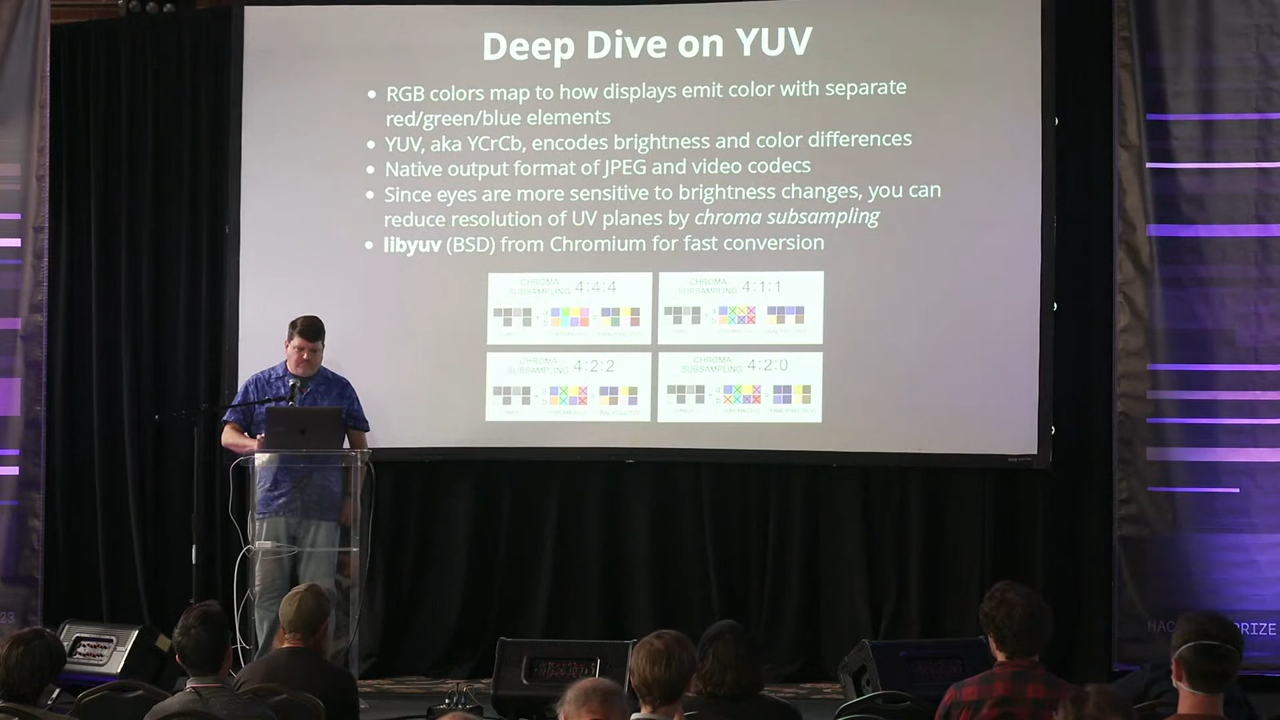 Deep Dive on YUV
RGB colors map to how displays emit color with separate
red/green/blue elements
YUV, aka YCrCb, encodes brightness and color differences
Native output format of JPEG and video codecs
Since eyes are more sensitive to brightness changes, you can
reduce resolution of UV planes by chroma subsampling
libyuv (BSD) from Chromium for fast conversion
CHROMA
SUBSAMPLING 4:4:4
CHROMA
SUBSAMPLING 4:1:1
CHROMA
SUBSAMPLING 4:2:2
CHROMA
SUBSAMPLING 4:2:0
23
HAC PRIZE